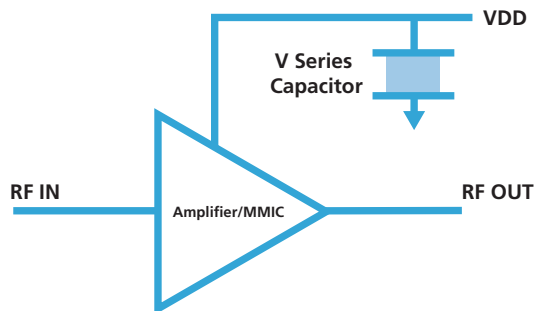 VDD
V Series
Capacitor
RF IN
Amplifier/MMIC
RF OUT